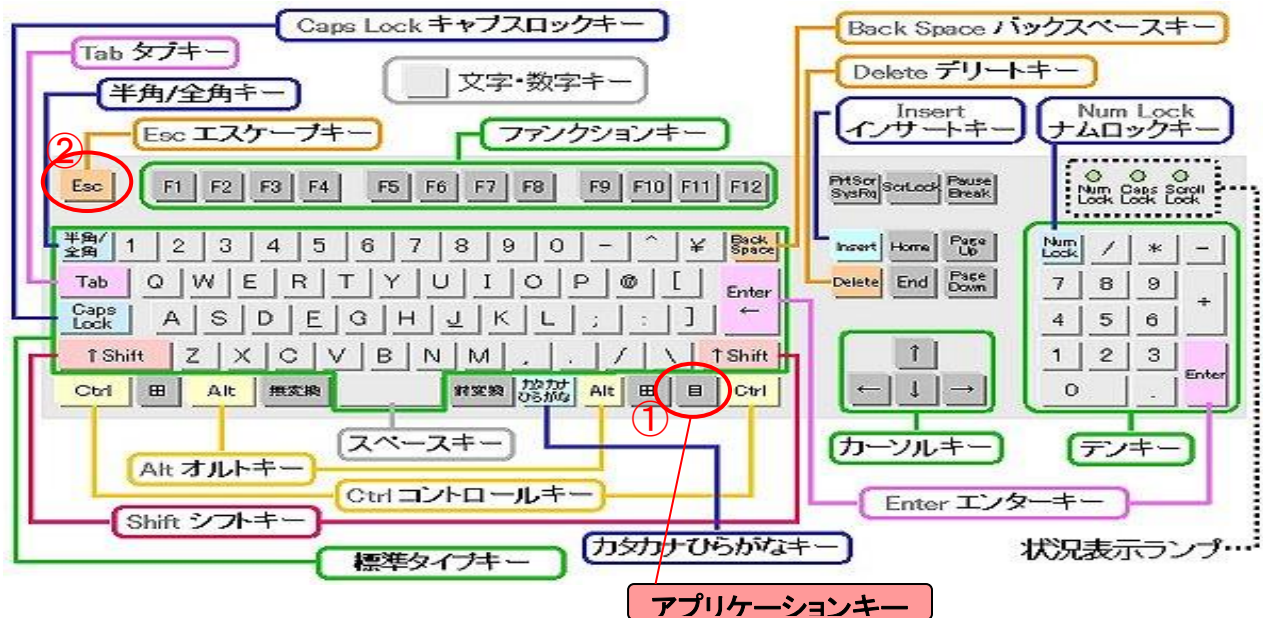 Caps Lock キャプスロックキー
Back Space バックスペースキー
Tab タブキー
文字・数字キー
Delete デリートキー
半角/全角キー
Insert
インサートキー
Num Lock
ナムロックキー
②
Esc エスケープキー
ファンクションキー
Esc F1 F2 F3 F4 F5 F6 F7 F8 F9 F10 F11 F12
PrtScr
SysRq
ScrLock
Pause
Break
Num
Lock
Caps
Lock
Scroll
Lock
半角/
全角
1 2 3 4 5 6 7 8 9 0 - ^ ¥
Back
Space
Insert Home
Page
Up
Num
Lock
/ * -
Tab Q W E R T Y U I O P @ [
Enter
←
Delete End
Page
Down
7 8 9 +
Caps
Lock
A S D E G H J K L ; : ]
4 5 6
↑Shift Z X C V B N M , . / \ ↑Shift
↑
1 2 3
Enter
Ctrl 田 Alt 無変換
前変換
カタカナ
ひらがな
Alt 田 目 Ctrl
← ↓ →
0 .
①
スペースキー
カーソルキー
テンキー
Alt オルトキー
Ctrl コントロールキー
Enter エンターキー
Shift シフトキー
標準タイプキー
カタカナひらがなキー
状況表示ランプ…
アプリケーションキー